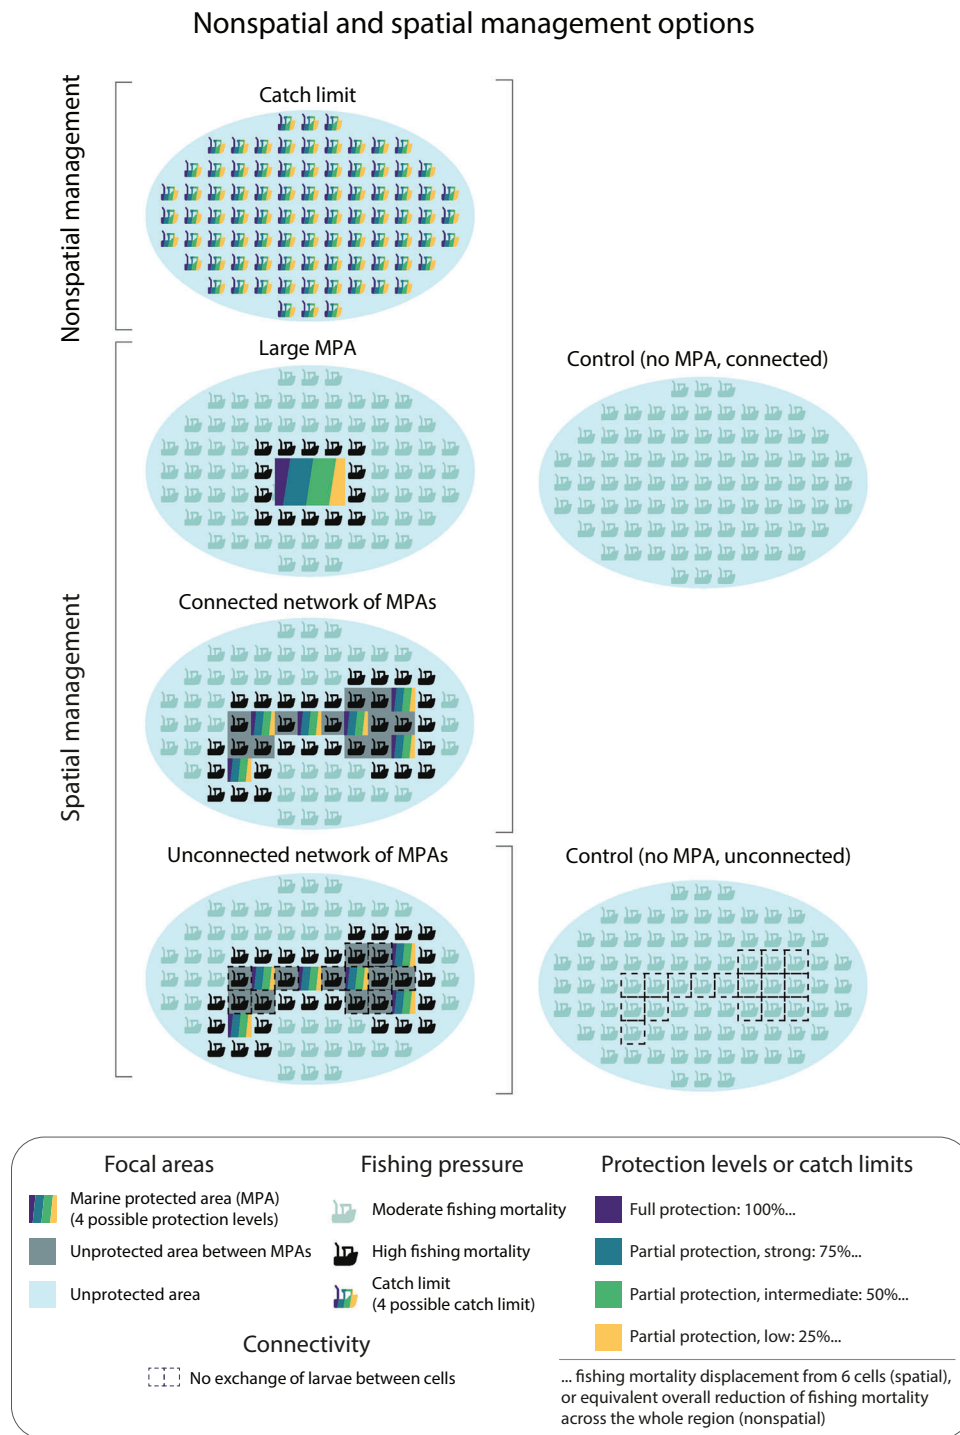 Nonspatial and spatial management options
Nonspatial management
Catch limit
Spatial management
Large MPA
Control (no MPA, connected)
Connected network of MPAs
Unconnected network of MPAs
Control (no MPA, unconnected)
Focal areas
Marine protected area (MPA)
(4 possible protection levels)
Unprotected area between MPAs
Unprotected area
Fishing pressure
Moderate fishing mortality
High fishing mortality
Catch limit
(4 possible catch limit)
Connectivity
No exchange of larvae between cells
Protection levels or catch limits
Full protection: 100%...
Partial protection, strong: 75%...
Partial protection, intermediate: 50%...
Partial protection, low: 25%...
... fishing mortality displacement from 6 cells (spatial),
or equivalent overall reduction of fishing mortality
across the whole region (nonspatial)